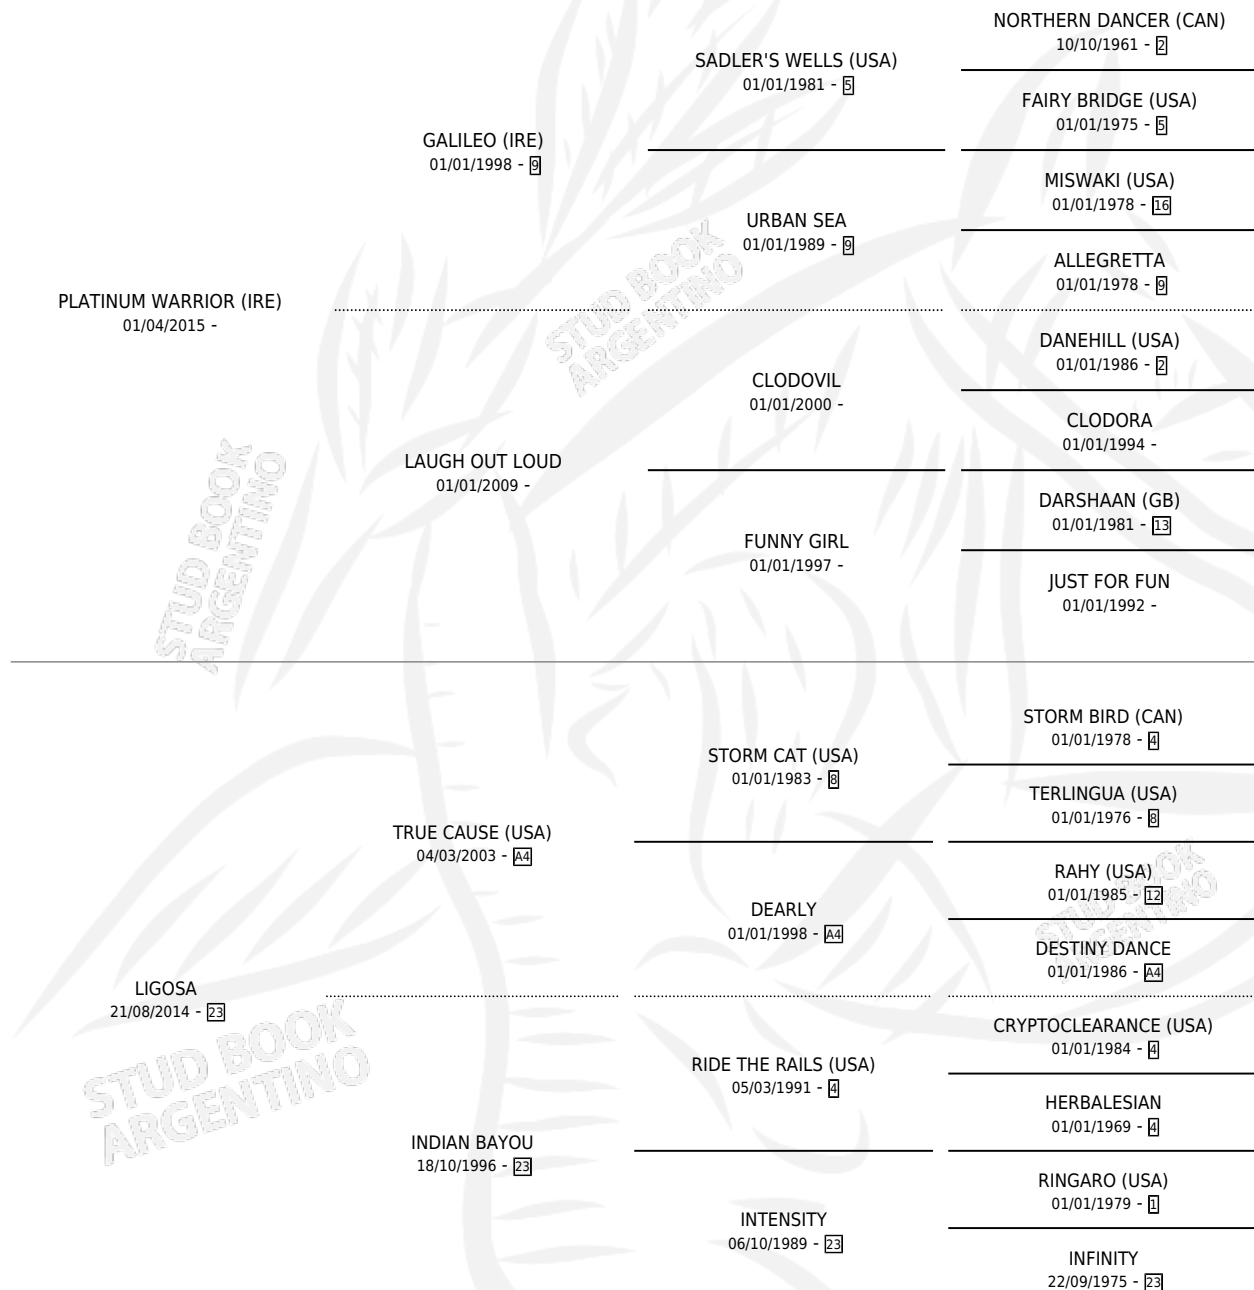 NORTHERN DANCER (CAN)
10/10/1961 - 2
SADLER'S WELLS (USA)
01/01/1981 - 5
FAIRY BRIDGE (USA)
01/01/1975 - 5
GALILEO (IRE)
01/01/1998 - 9
MISWAKI (USA)
01/01/1978 - 16
URBAN SEA
01/01/1989 - 9
ALLEGRETTA
01/01/1978 - 9
PLATINUM WARRIOR (IRE)
01/04/2015 -
DANEHILL (USA)
01/01/1986 - 2
CLODOVIL
01/01/2000 -
CLODORA
01/01/1994 -
LAUGH OUT LOUD
01/01/2009 -
DARSHAAN (GB)
01/01/1981 - 13
FUNNY GIRL
01/01/1997 -
JUST FOR FUN
01/01/1992 -
STORM BIRD (CAN)
01/01/1978 - 4
STORM CAT (USA)
01/01/1983 - 8
TERLINGUA (USA)
01/01/1976 - 8
TRUE CAUSE (USA)
04/03/2003 - A4
RAHY (USA)
01/01/1985 - 12
DEARLY
01/01/1998 - A4
DESTINY DANCE
01/01/1986 - A4
LIGOSA
21/08/2014 - 23
CRYPTOCLEARANCE (USA)
01/01/1984 - 4
RIDE THE RAILS (USA)
05/03/1991 - 4
HERBALESIAN
01/01/1969 - 4
INDIAN BAYOU
18/10/1996 - 23
RINGARO (USA)
01/01/1979 - 1
INTENSITY
06/10/1989 - 23
INFINITY
22/09/1975 - 23
STUD BOOK
ARGENTINO
STUD BOOK
ARGENTINO
STUD BOOK
ARGENTINO
STUD BOOK
ARGENTINO